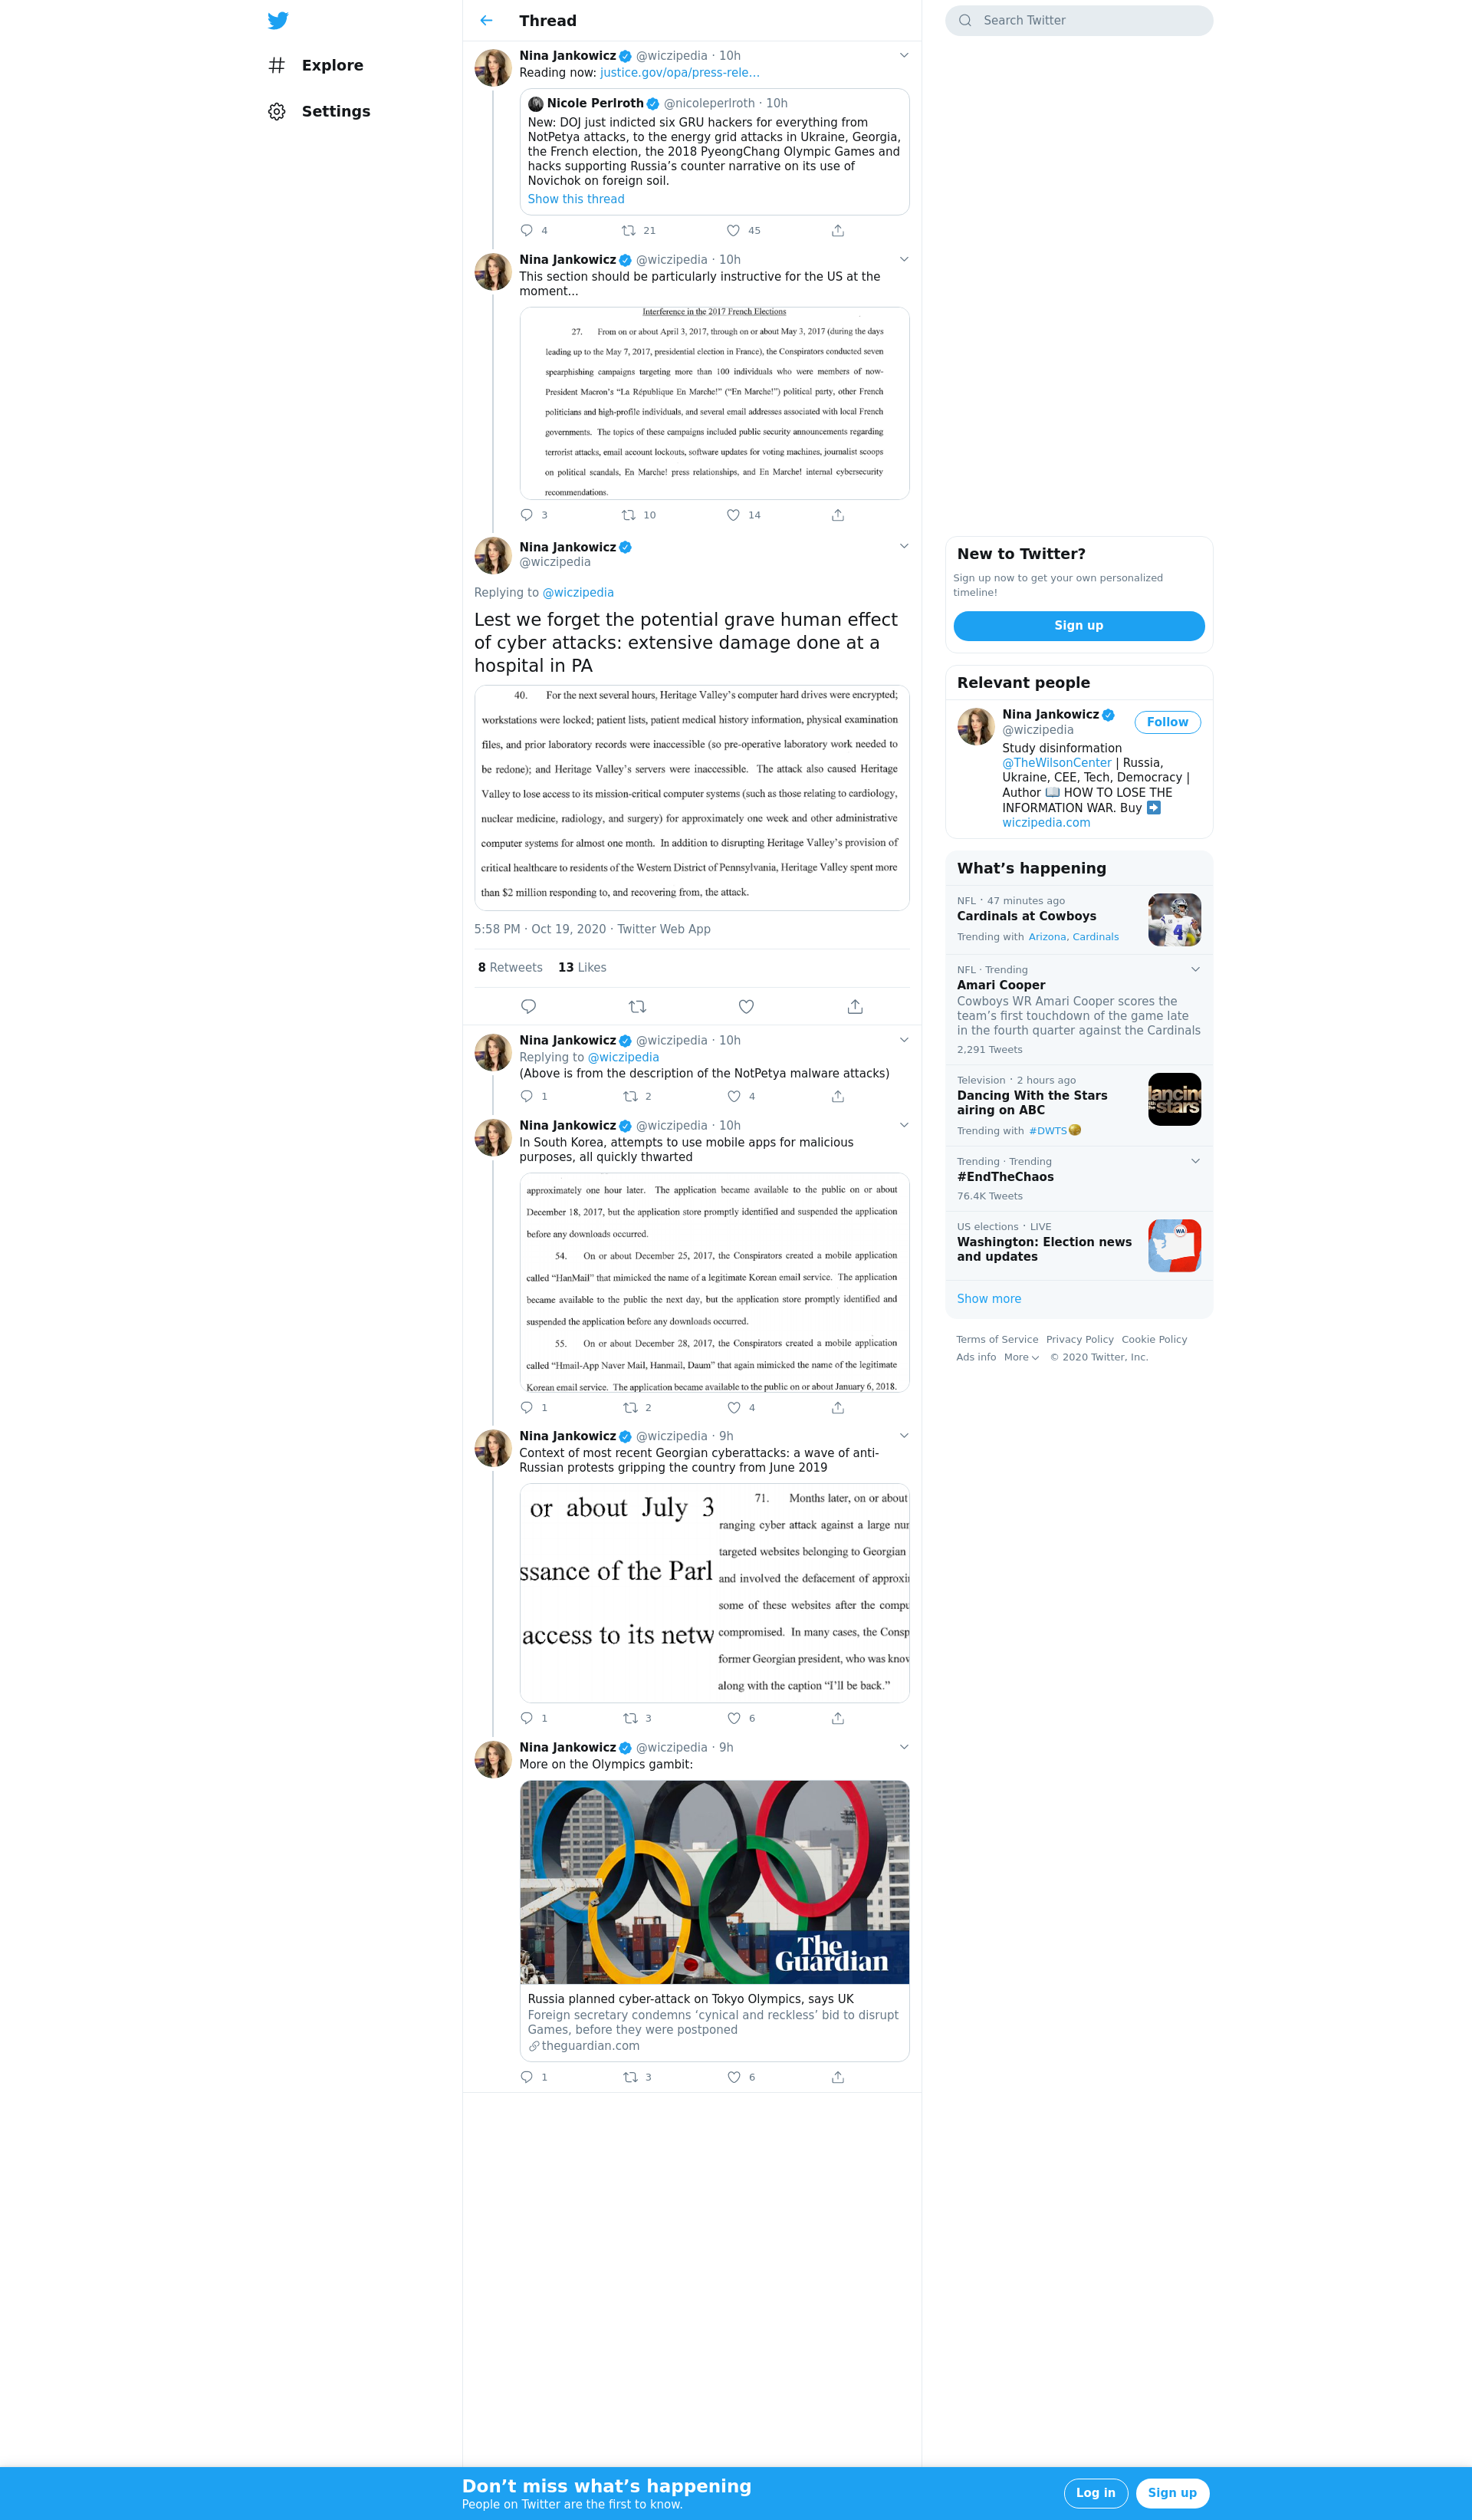 Explore
Settings
Thread
Nina Jankowicz @wiczipedia · 10h
Reading now: justice.gov/opa/press-rele…
Nicole Perlroth @nicoleperlroth · 10h
New: DOJ just indicted six GRU hackers for everything from
NotPetya attacks, to the energy grid attacks in Ukraine, Georgia,
the French election, the 2018 PyeongChang Olympic Games and
hacks supporting Russia’s counter narrative on its use of
Novichok on foreign soil.
Show this thread
4 21 45
Nina Jankowicz @wiczipedia · 10h
This section should be particularly instructive for the US at the
moment...
Interference in the 2017 French Elections
27. From on or about April 3, 2017, through on or about May 3, 2017 (during the days
leading up to the May 7, 2017, presidential election in France), the Conspirators conducted seven
spearphishing campaigns targeting more than 100 individuals who were members of now-
President Macron’s “La République En Marche!” (“En Marche!”) political party, other French
politicians and high-profile individuals, and several email addresses associated with local French
governments. The topics of these campaigns included public security announcements regarding
terrorist attacks, email account lockouts, software updates for voting machines, journalist scoops
on political scandals, En Marche! press relationships, and En Marche! internal cybersecurity
recommendations.
3 10 14
Nina Jankowicz
@wiczipedia
Replying to @wiczipedia
Lest we forget the potential grave human effect
of cyber attacks: extensive damage done at a
hospital in PA
40. For the next several hours, Heritage Valley’s computer hard drives were encrypted;
workstations were locked; patient lists, patient medical history information, physical examination
files, and prior laboratory records were inaccessible (so pre-operative laboratory work needed to
be redone); and Heritage Valley’s servers were inaccessible. The attack also caused Heritage
Valley to lose access to its mission-critical computer systems (such as those relating to cardiology,
nuclear medicine, radiology, and surgery) for approximately one week and other administrative
computer systems for almost one month. In addition to disrupting Heritage Valley’s provision of
critical healthcare to residents of the Western District of Pennsylvania, Heritage Valley spent more
than $2 million responding to, and recovering from, the attack.
5:58 PM · Oct 19, 2020 · Twitter Web App
8 Retweets 13 Likes
Nina Jankowicz @wiczipedia · 10h
Replying to @wiczipedia
(Above is from the description of the NotPetya malware attacks)
1 2 4
Nina Jankowicz @wiczipedia · 10h
In South Korea, attempts to use mobile apps for malicious
purposes, all quickly thwarted
approximately one hour later. The application became available to the public on or about
December 18, 2017, but the application store promptly identified and suspended the application
before any downloads occurred.
54. On or about December 25, 2017, the Conspirators created a mobile application
called “HanMail” that mimicked the name of a legitimate Korean email service. The application
became available to the public the next day, but the application store promptly identified and
suspended the application before any downloads occurred.
55. On or about December 28, 2017, the Conspirators created a mobile application
called “Hmail-App Naver Mail, Hanmail, Daum” that again mimicked the name of the legitimate
Korean email service. The application became available to the public on or about January 6, 2018,
1 2 4
Nina Jankowicz @wiczipedia · 9h
Context of most recent Georgian cyberattacks: a wave of anti-
Russian protests gripping the country from June 2019
or about July 3
ssance of the Parl
access to its netw
71. Months later, on or about
ranging cyber attack against a large nur
targeted websites belonging to Georgian
and involved the defacement of approxi
some of these websites after the compu
compromised. In many cases, the Consp
former Georgian president, who was know
along with the caption “I’ll be back.”
1 3 6
Nina Jankowicz @wiczipedia · 9h
More on the Olympics gambit:
The
Guardian
Russia planned cyber-attack on Tokyo Olympics, says UK
Foreign secretary condemns ‘cynical and reckless’ bid to disrupt
Games, before they were postponed
theguardian.com
1 3 6
Search Twitter
New to Twitter?
Sign up now to get your own personalized
timeline!
Sign up
Relevant people
Nina Jankowicz
@wiczipedia
Follow
Study disinformation
@TheWilsonCenter | Russia,
Ukraine, CEE, Tech, Democracy |
Author 📖 HOW TO LOSE THE
INFORMATION WAR. Buy ➡️
wiczipedia.com
What’s happening
NFL · 47 minutes ago
Cardinals at Cowboys
Trending with Arizona, Cardinals
4
NFL · Trending
Amari Cooper
Cowboys WR Amari Cooper scores the
team’s first touchdown of the game late
in the fourth quarter against the Cardinals
2,291 Tweets
Television · 2 hours ago
Dancing With the Stars
airing on ABC
Trending with #DWTS
dancing
stars
Trending · Trending
#EndTheChaos
76.4K Tweets
US elections · LIVE
Washington: Election news
and updates
WA
Show more
Terms of Service Privacy Policy Cookie Policy
Ads info More © 2020 Twitter, Inc.
Don’t miss what’s happening
People on Twitter are the first to know.
Log in
Sign up